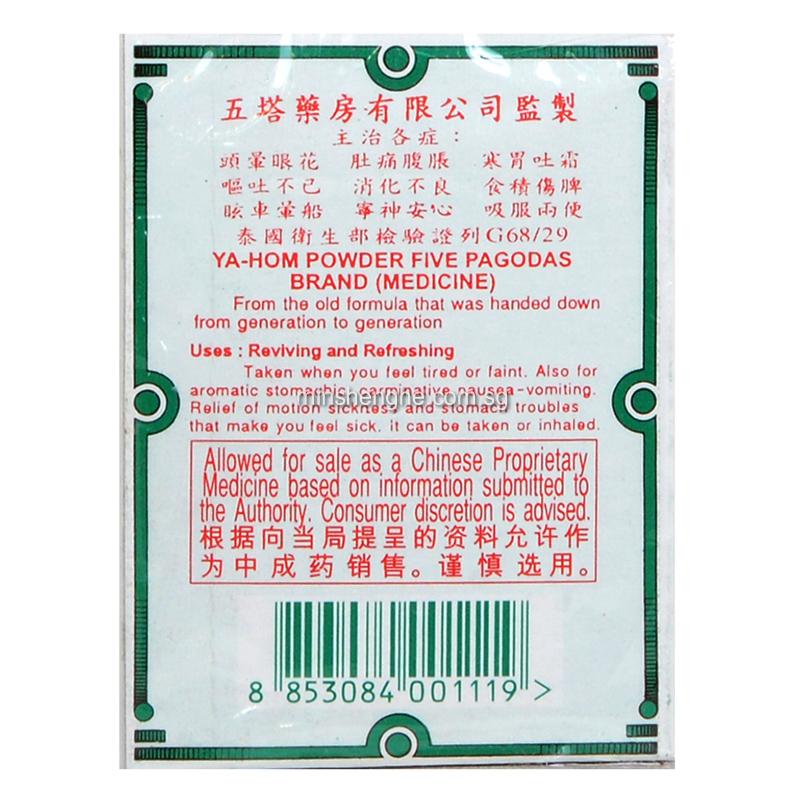 五塔藥房有限公司監製
主治各症：
頭暈眼花 肚痛腹脹 寒胃吐霜
嘔吐不已 消化不良 食積傷脾
眩車暈船 寧神安心 吸服兩便
泰國衛生部檢驗證列G68/29
YA-HOM POWDER FIVE PAGODAS
BRAND (MEDICINE)
From the old formula that was handed down
from generation to generation
Uses : Reviving and Refreshing
Taken when you feel tired or faint. Also for
aromatic stomachic, carminative nausea-vomiting.
minshenghe.com.sg
Relief of motion sickness and stomach troubles
that make you feel sick. it can be taken or inhaled.
Allowed for sale as a Chinese Proprietary
Medicine based on information submitted to
the Authority. Consumer discretion is advised.
根据向当局提呈的资料允许作
为中成药销售。谨慎选用。
8 853084 001119 >